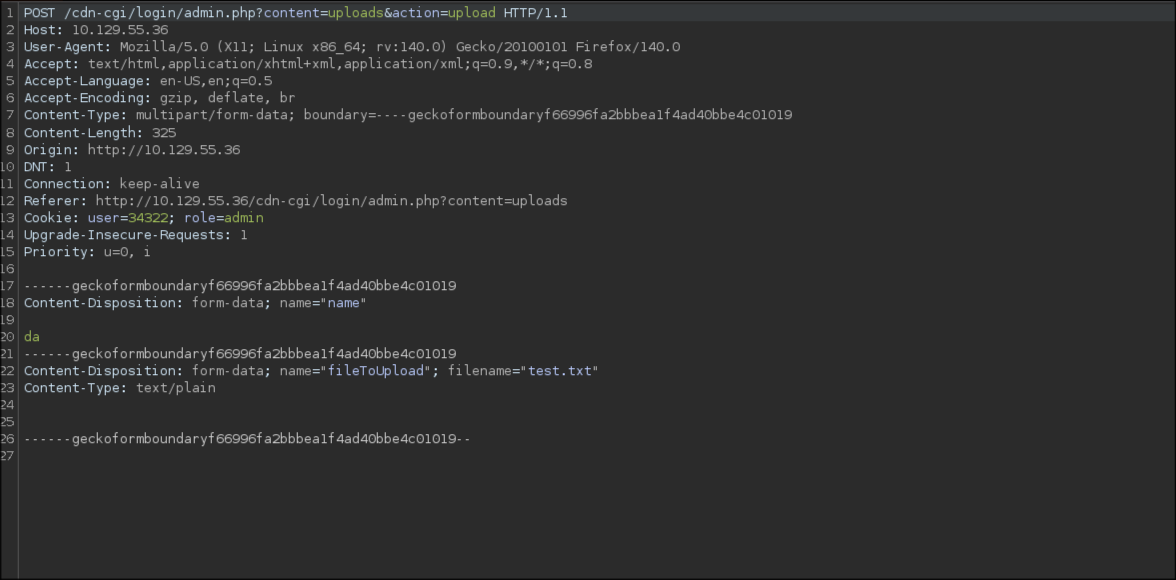 1 POST /cdn-cgi/login/admin.php?content=uploads&action=upload HTTP/1.1
2 Host: 10.129.55.36
3 User-Agent: Mozilla/5.0 (X11; Linux x86_64; rv:140.0) Gecko/20100101 Firefox/140.0
4 Accept: text/html,application/xhtml+xml,application/xml;q=0.9,*/*;q=0.8
5 Accept-Language: en-US,en;q=0.5
6 Accept-Encoding: gzip, deflate, br
7 Content-Type: multipart/form-data; boundary=----geckoformboundaryf66996fa2bbbea1f4ad40bbe4c01019
8 Content-Length: 325
9 Origin: http://10.129.55.36
10 DNT: 1
11 Connection: keep-alive
12 Referer: http://10.129.55.36/cdn-cgi/login/admin.php?content=uploads
13 Cookie: user=34322; role=admin
14 Upgrade-Insecure-Requests: 1
15 Priority: u=0, i
16
17 ------geckoformboundaryf66996fa2bbbea1f4ad40bbe4c01019
18 Content-Disposition: form-data; name="name"
19
20 da
21 ------geckoformboundaryf66996fa2bbbea1f4ad40bbe4c01019
22 Content-Disposition: form-data; name="fileToUpload"; filename="test.txt"
23 Content-Type: text/plain
24
25
26 ------geckoformboundaryf66996fa2bbbea1f4ad40bbe4c01019--
27